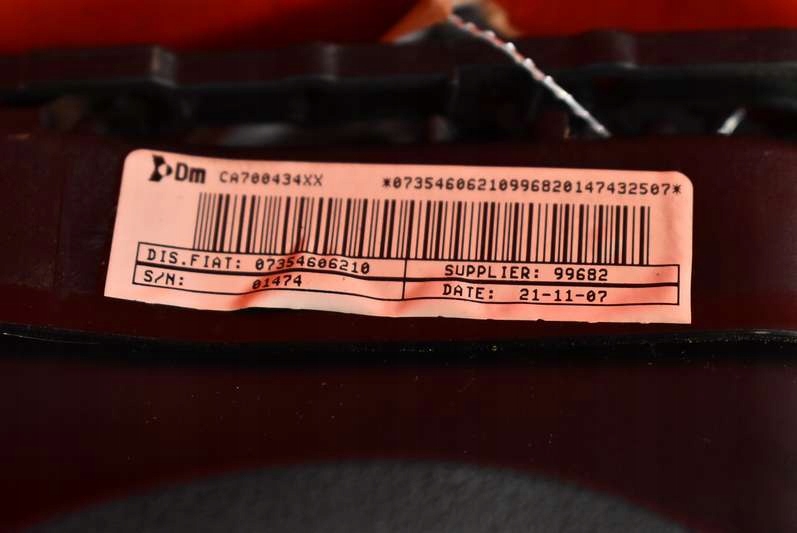 Dm CA700434XX *07354606210996820147432507*
DIS.FIAT: 07354606210 SUPPLIER: 99682
S/N: 01474 DATE: 21-11-07